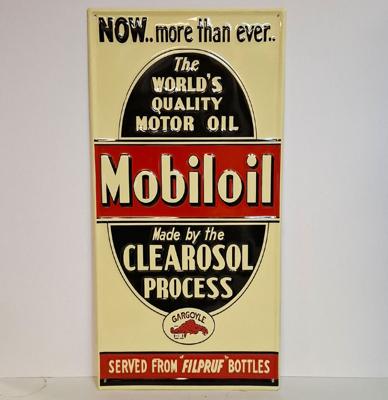 NOW..more than ever..
The
WORLD'S
QUALITY
MOTOR OIL
Mobiloil
Made by the
CLEAROSOL
PROCESS
GARGOYLE
SERVED FROM "FILPRUF" BOTTLES